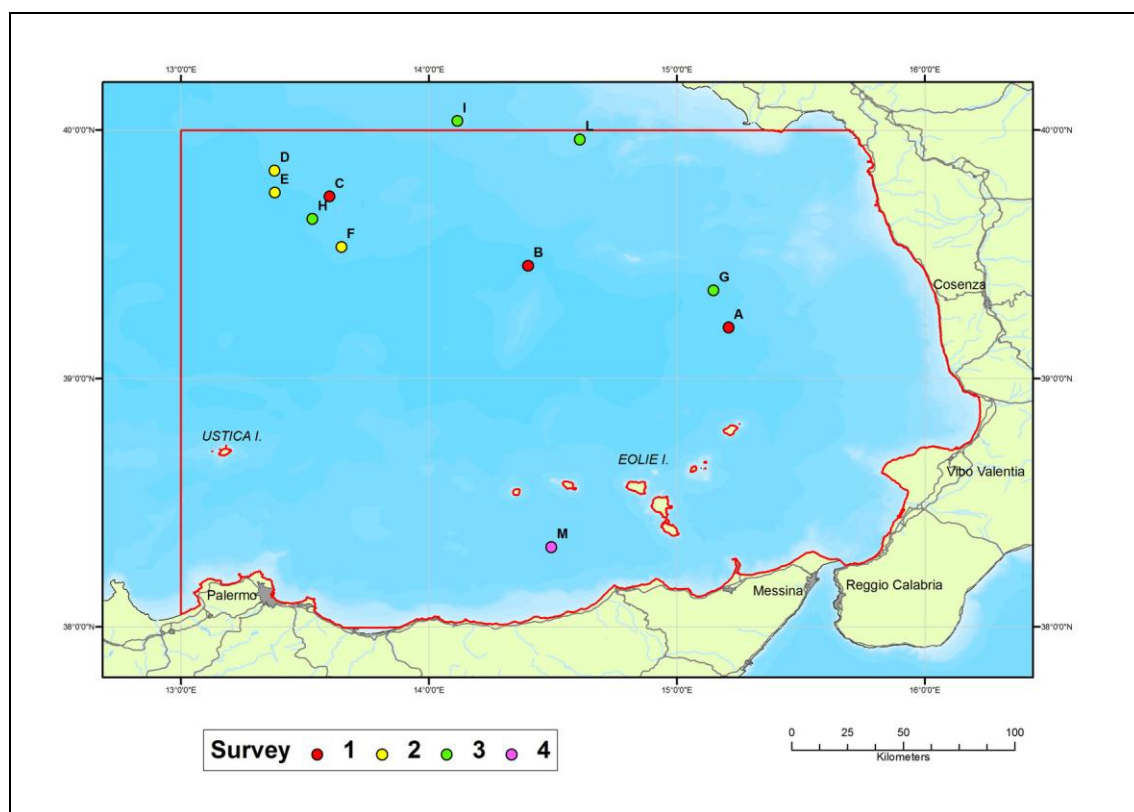 13°0'0"E 14°0'0"E 15°0'0"E 16°0'0"E
I
40°0'0"N L 40°0'0"N
D
E C
H
F
B
G
A
Cosenza
39°0'0"N 39°0'0"N
USTICA I.
EOLIE I.
Vibo Valentia
M
Palermo Messina Reggio Calabria
38°0'0"N 38°0'0"N
13°0'0"E 14°0'0"E 15°0'0"E 16°0'0"E
Survey 1 2 3 4
0 25 50 100
Kilometers